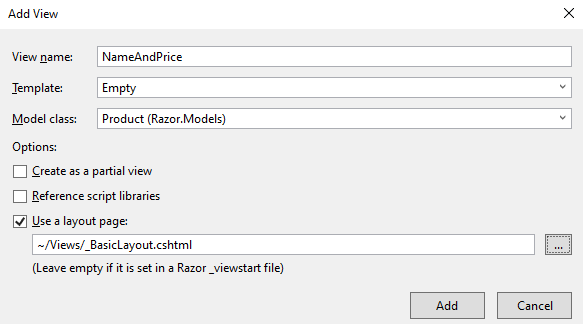 Add View
View name: NameAndPrice
Template: Empty
Model class: Product (Razor.Models)
Options:
Create as a partial view
Reference script libraries
Use a layout page:
~/Views/_BasicLayout.cshtml ...
(Leave empty if it is set in a Razor _viewstart file)
Add Cancel